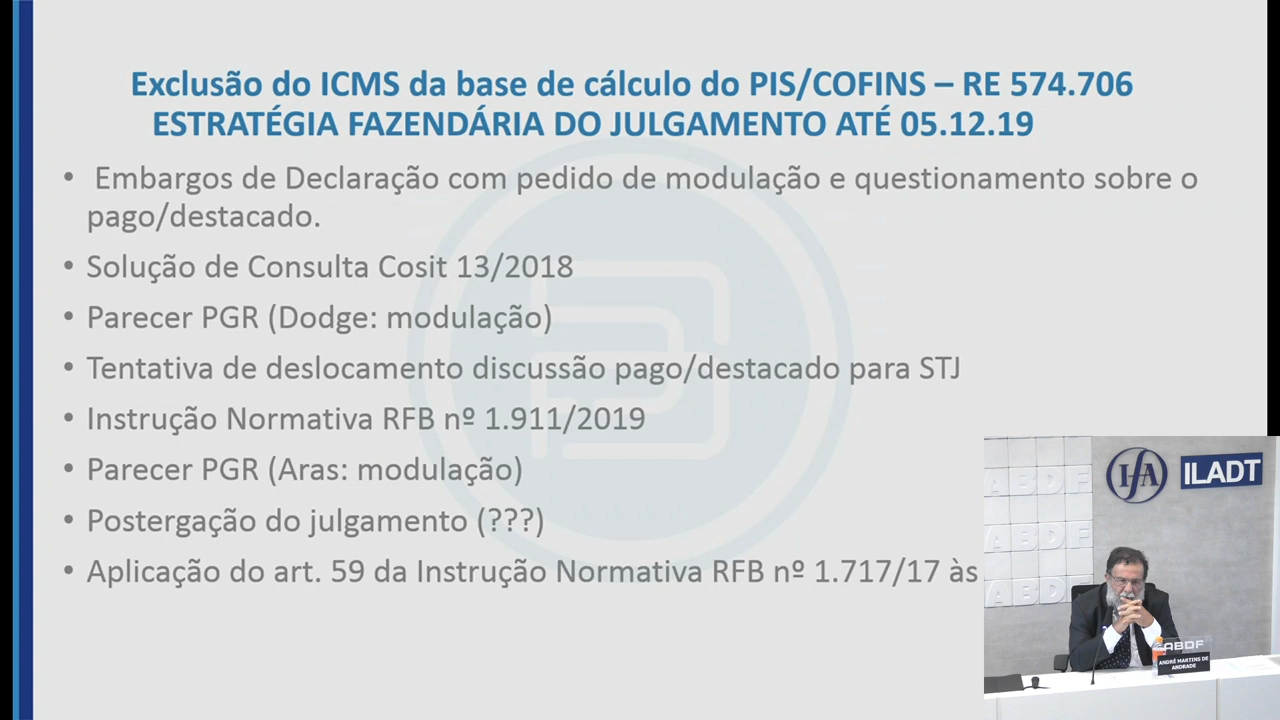 Exclusão do ICMS da base de cálculo do PIS/COFINS – RE 574.706
ESTRATÉGIA FAZENDÁRIA DO JULGAMENTO ATÉ 05.12.19
• Embargos de Declaração com pedido de modulação e questionamento sobre o
pago/destacado.
• Solução de Consulta Cosit 13/2018
• Parecer PGR (Dodge: modulação)
• Tentativa de deslocamento discussão pago/destacado para STJ
• Instrução Normativa RFB nº 1.911/2019
• Parecer PGR (Aras: modulação)
• Postergação do julgamento (???)
• Aplicação do art. 59 da Instrução Normativa RFB nº 1.717/17 às
IFA ILADT
ABDF
ABDF
ABDF
ABDF
ANDRÉ MARTINS DE
ANDRADE